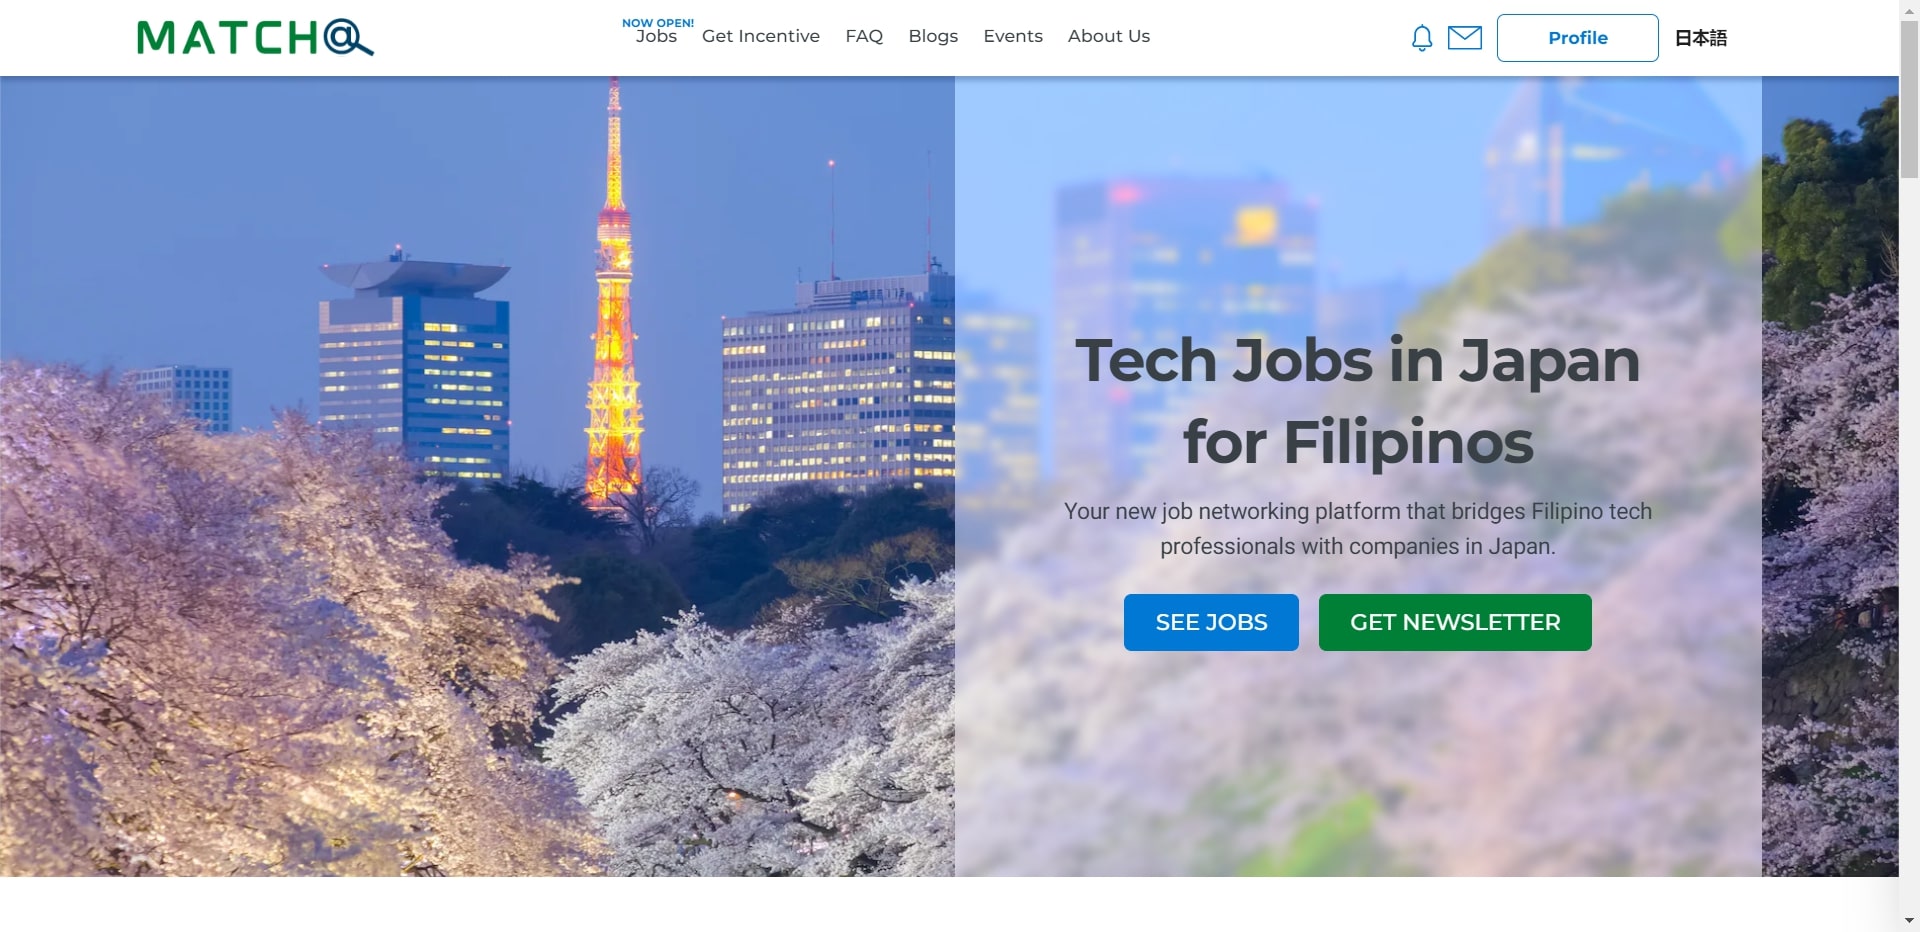 MATCH@
NOW OPEN!
Jobs
Get Incentive
FAQ
Blogs
Events
About Us
Profile
日本語
Tech Jobs in Japan
for Filipinos
Your new job networking platform that bridges Filipino tech
professionals with companies in Japan.
SEE JOBS
GET NEWSLETTER